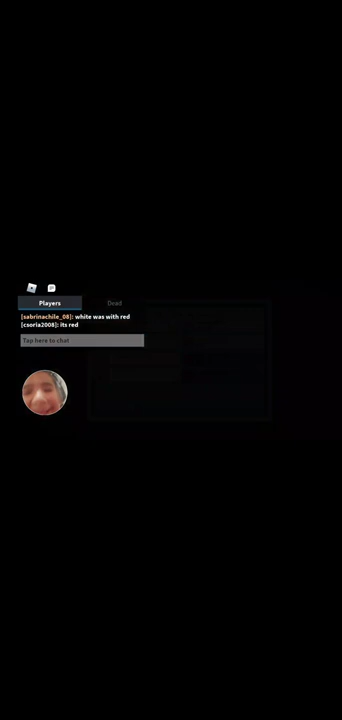 Players
Dead
[sabrinachile_08]: white was with red
[csoria2008]: its red
Tap here to chat